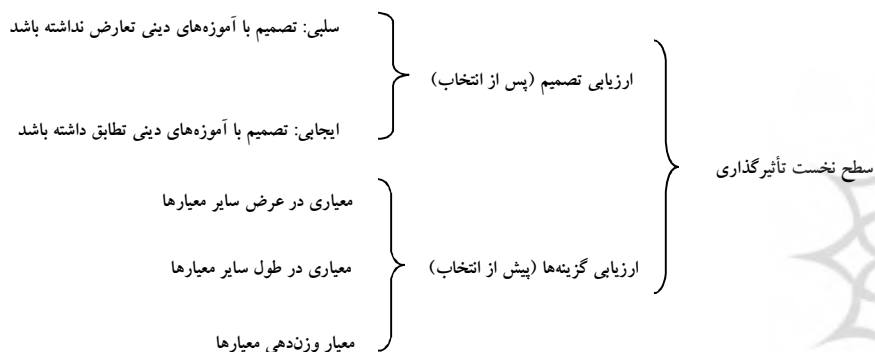 سلبی: تصمیم با آموزه‌های دینی تعارض نداشته باشد
ارزیابی تصمیم (پس از انتخاب)
ایجابی: تصمیم با آموزه‌های دینی تطابق داشته باشد
سطح نخست تأثیرگذاری
معیاری در عرض سایر معیارها
ارزیابی گزینه‌ها (پیش از انتخاب)
معیاری در طول سایر معیارها
معیار وزن‌دهی معیارها